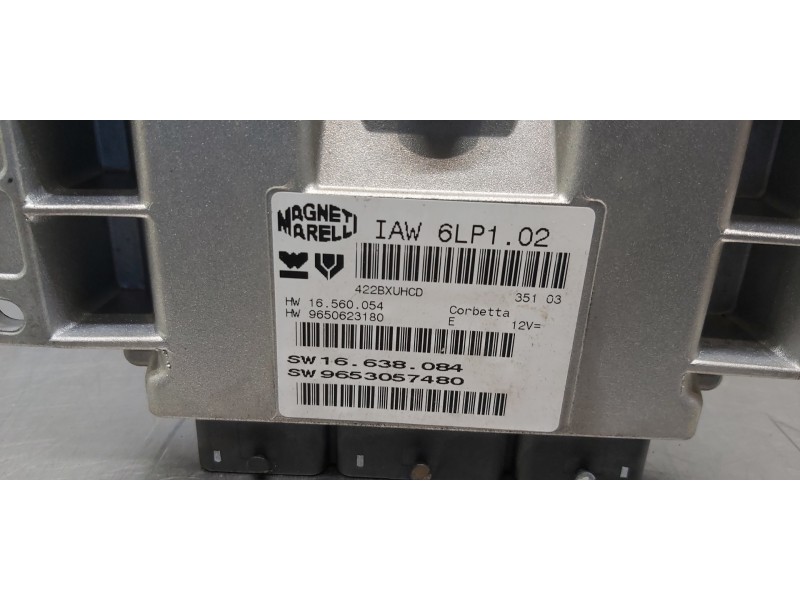 MAGNETI
MARELLI
IAW 6LP1.02
422BXUHCD
351 03
HW 16.560.054
Corbetta
HW 9650623180
E
12V=
SW 16.638.084
SW 9653057480